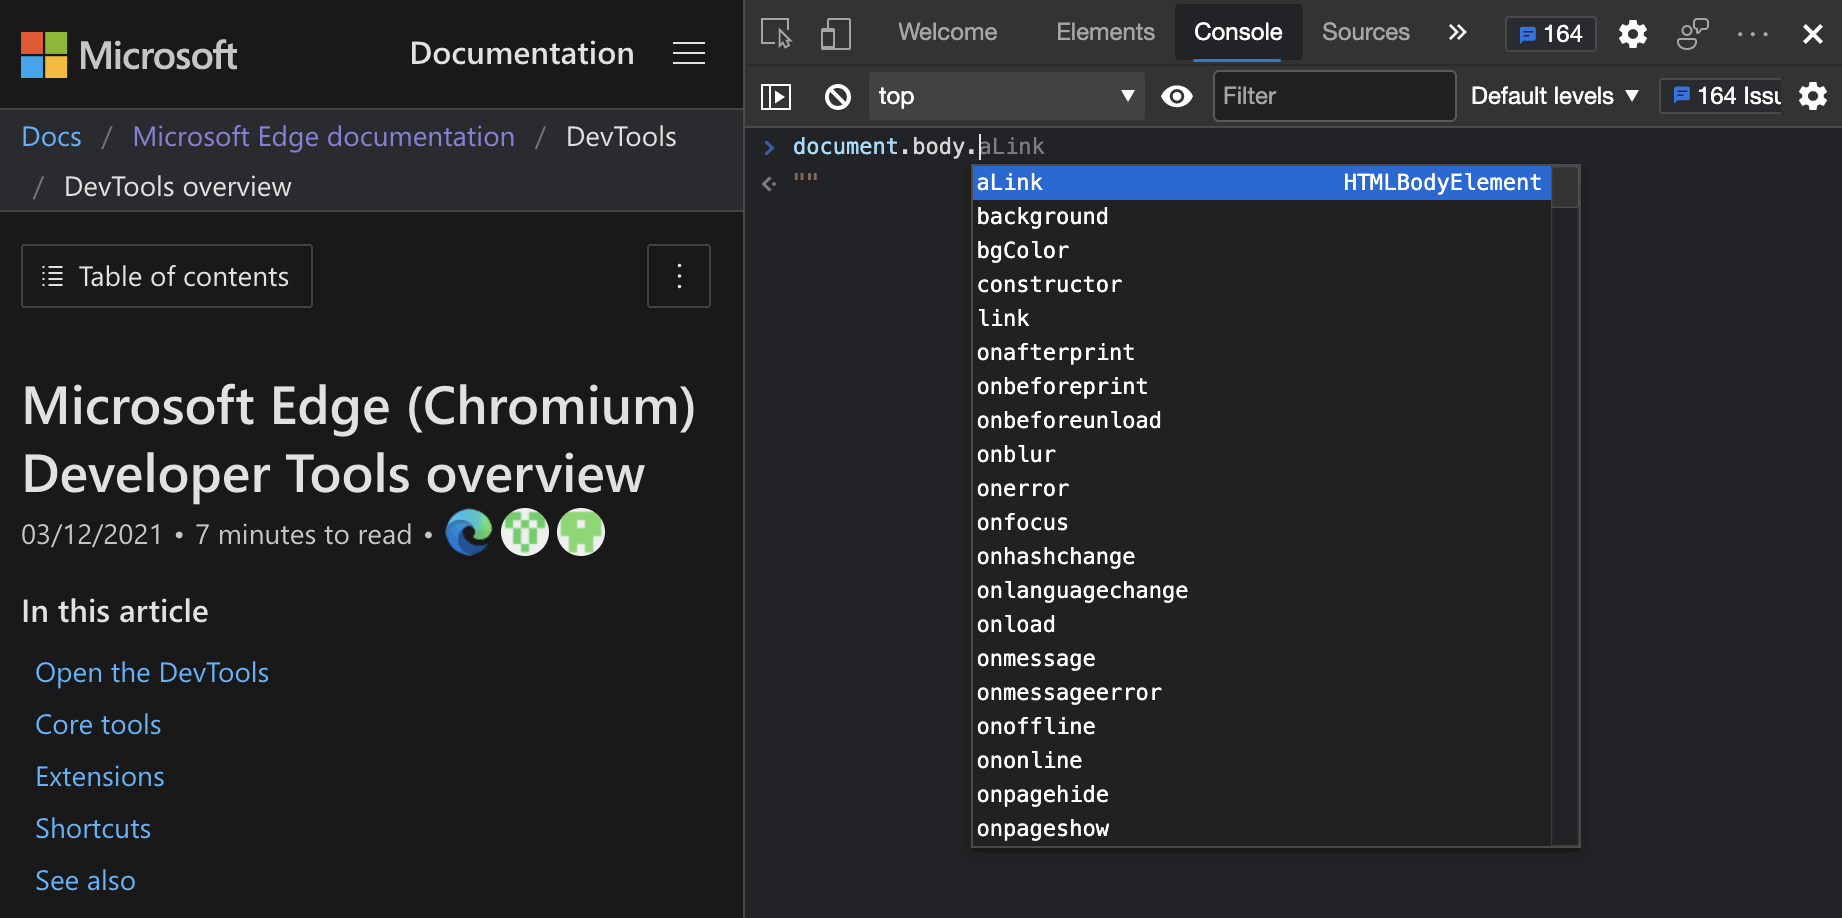 Microsoft
Documentation
Docs / Microsoft Edge documentation / DevTools
/ DevTools overview
Table of contents
Microsoft Edge (Chromium)
Developer Tools overview
03/12/2021 • 7 minutes to read •
In this article
Open the DevTools
Core tools
Extensions
Shortcuts
See also
Welcome Elements Console Sources » 164
top Filter Default levels 164 Issu
> document.body.aLink
""
aLink HTMLBodyElement
background
bgColor
constructor
link
onafterprint
onbeforeprint
onbeforeunload
onblur
onerror
onfocus
onhashchange
onlanguagechange
onload
onmessage
onmessageerror
onoffline
ononline
onpagehide
onpageshow